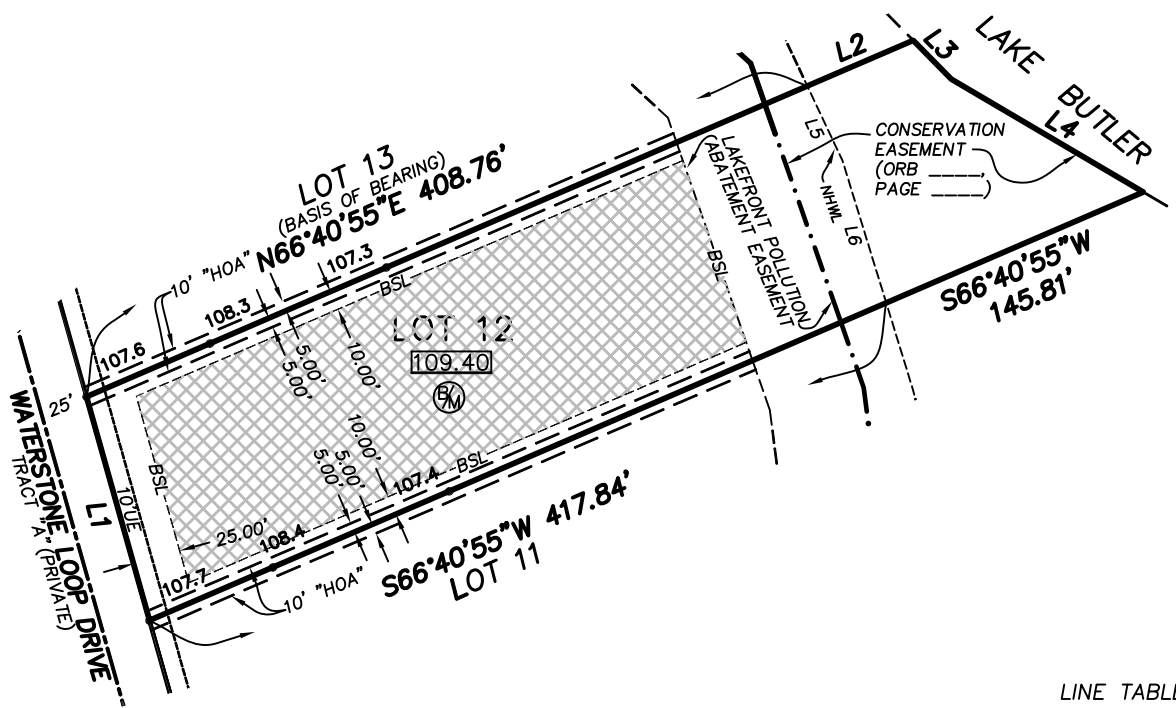 LAKE BUTLER
L2
L3
L4
L5
NHWL L6
CONSERVATION
EASEMENT
(ORB ____,
PAGE ____)
LAKEFRONT POLLUTION
ABATEMENT EASEMENT
LOT 13
(BASIS OF BEARING)
N66°40'55"E 408.76'
10' "HOA"
107.3
108.3
107.6
BSL
5.00'
5.00'
10.00'
LOT 12
109.40
B/M
BSL
25'
WATERSTONE LOOP DRIVE
TRACT "A" (PRIVATE)
L1
10'UE
BSL
25.00'
10.00'
5.00'
5.00'
BSL
107.4
108.4
107.7
10' "HOA"
S66°40'55"W 417.84'
LOT 11
S66°40'55"W
145.81'
LINE TABLE